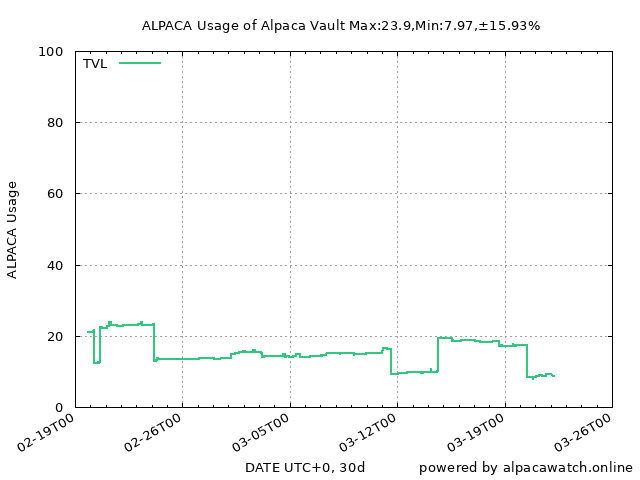 ALPACA Usage of Alpaca Vault Max:23.9,Min:7.97,±15.93%
100
TVL
80
60
ALPACA Usage
40
20
0
02-19T00
02-26T00
03-05T00
03-12T00
03-19T00
03-26T00
DATE UTC+0, 30d
powered by alpacawatch.online